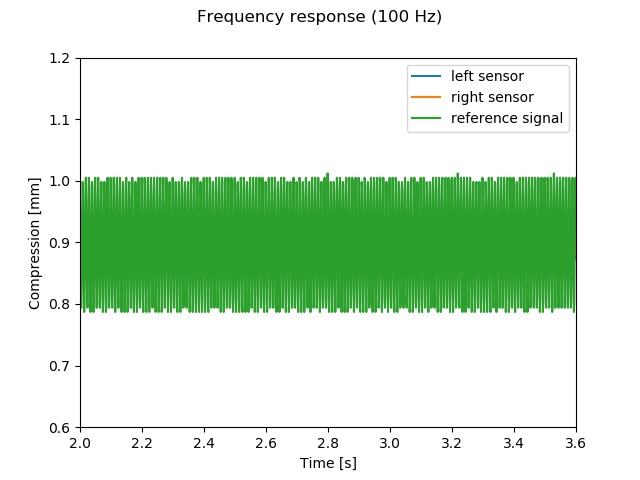 Frequency response (100 Hz)
1.2
1.1
1.0
0.9
0.8
0.7
0.6
Compression [mm]
left sensor
right sensor
reference signal
2.0 2.2 2.4 2.6 2.8 3.0 3.2 3.4 3.6
Time [s]